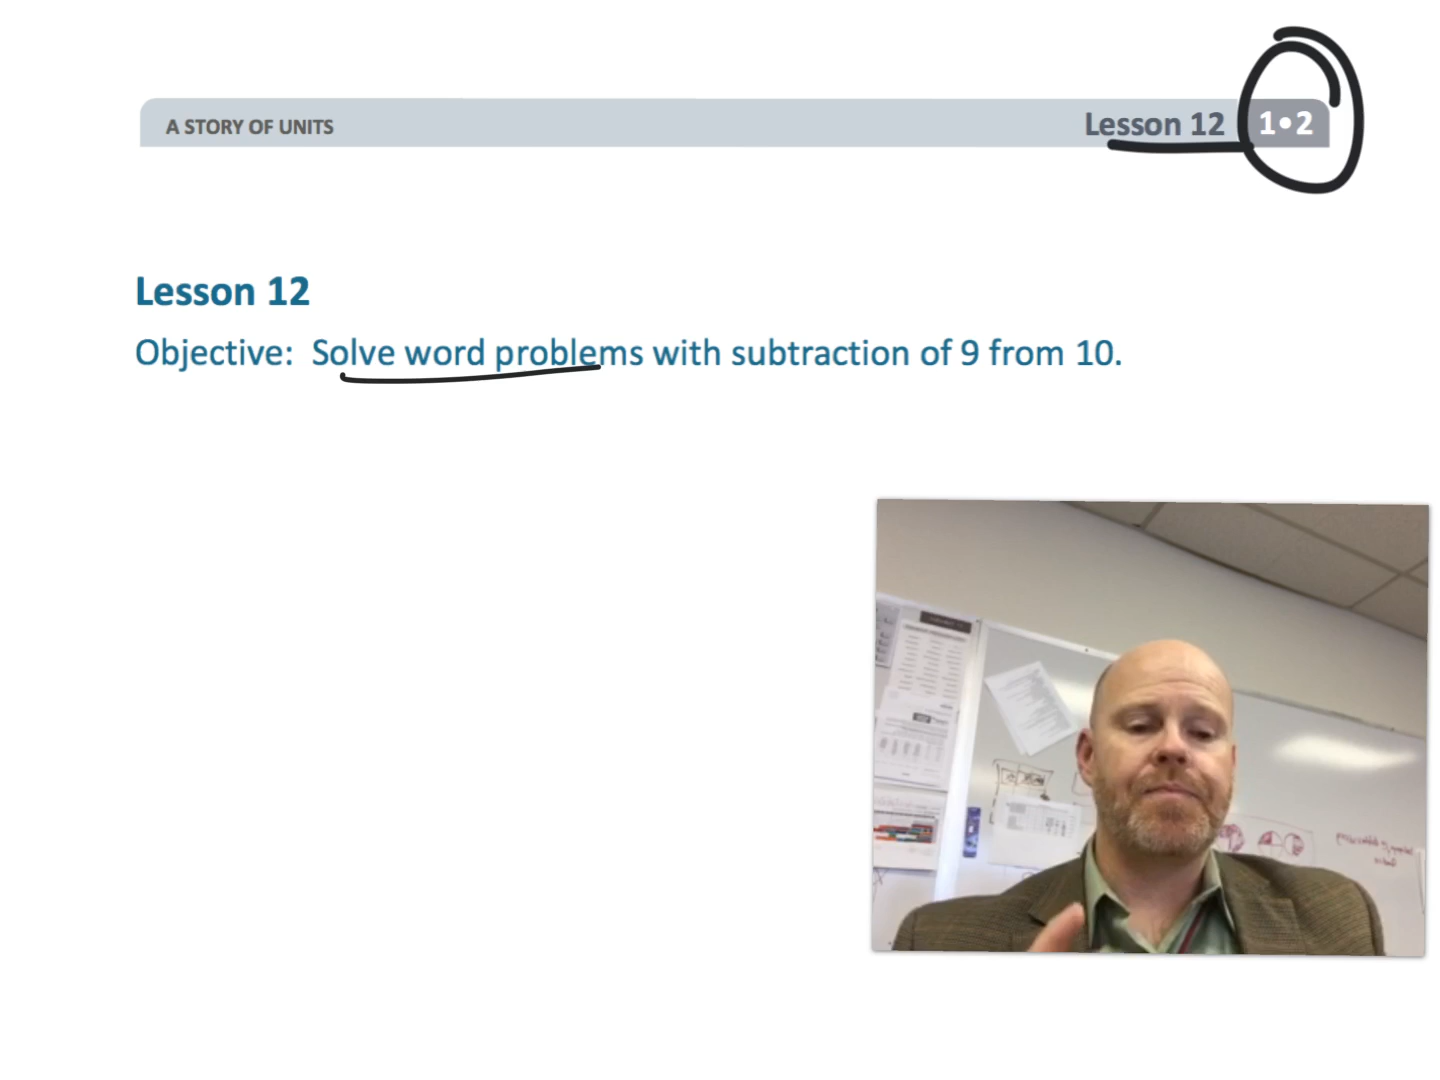 A STORY OF UNITS
Lesson 12
1•2
Lesson 12
Objective: Solve word problems with subtraction of 9 from 10.